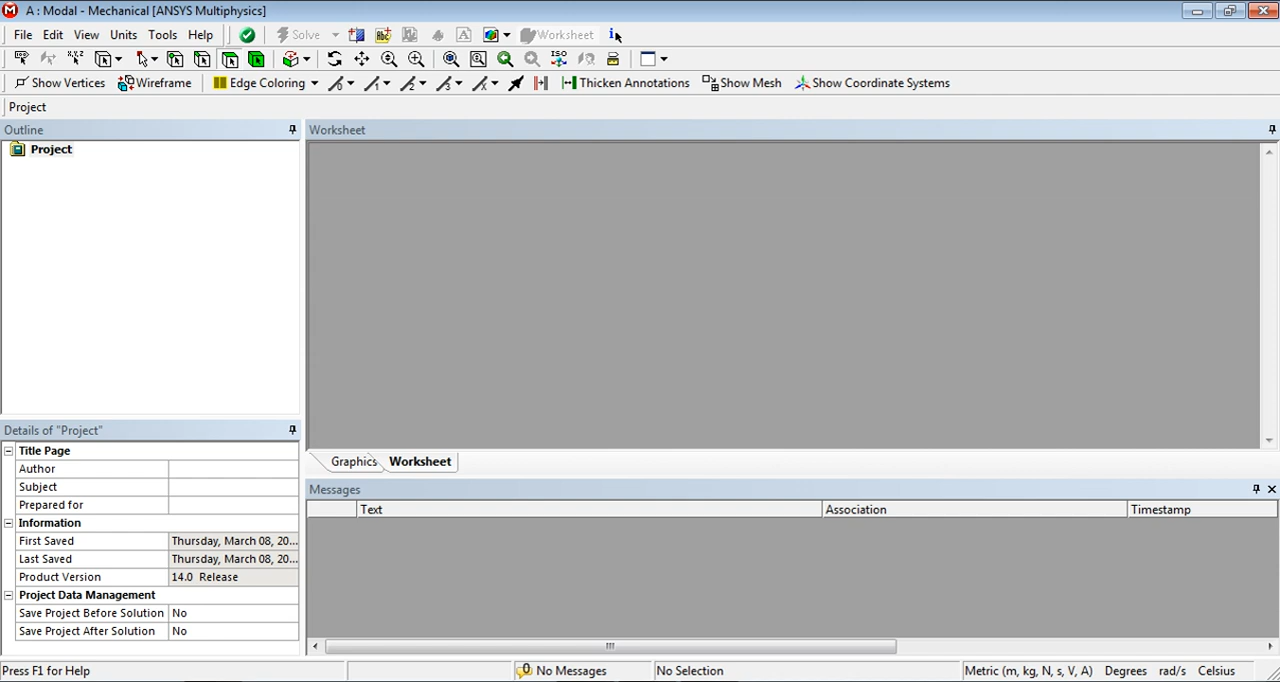 A : Modal - Mechanical [ANSYS Multiphysics]
File Edit View Units Tools Help Solve Worksheet
Show Vertices Wireframe Edge Coloring Thicken Annotations Show Mesh Show Coordinate Systems
Project
Outline
Project
Worksheet
Graphics Worksheet
Details of "Project"
Title Page
Author
Subject
Prepared for
Information
First Saved Thursday, March 08, 20...
Last Saved Thursday, March 08, 20...
Product Version 14.0 Release
Project Data Management
Save Project Before Solution No
Save Project After Solution No
Messages
Text Association Timestamp
Press F1 for Help 0 No Messages No Selection Metric (m, kg, N, s, V, A) Degrees rad/s Celsius